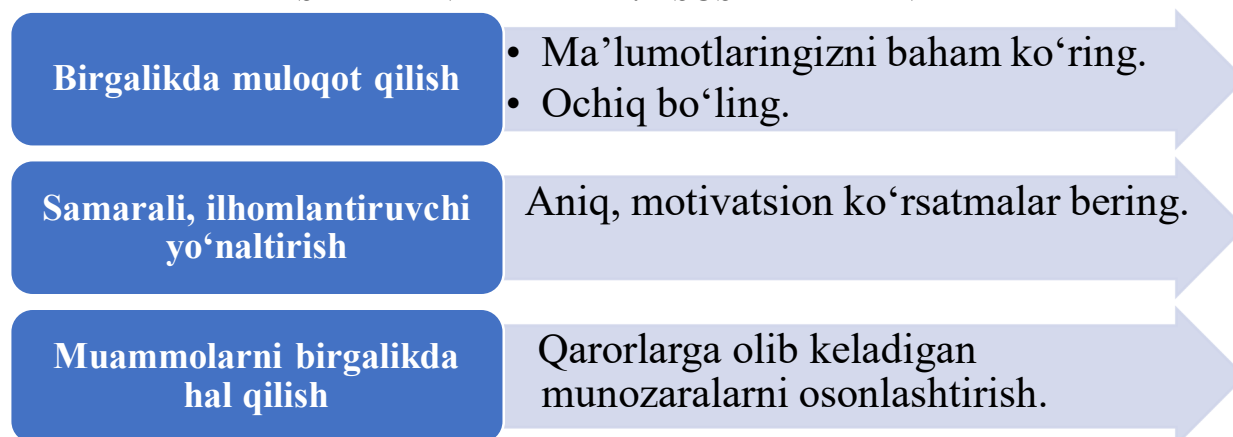 Birgalikda muloqot qilish
• Ma’lumotlaringizni baham ko‘ring.
• Ochiq bo‘ling.
Samarali, ilhomlantiruvchi
yo‘naltirish
Aniq, motivatsion ko‘rsatmalar bering.
Muammolarni birgalikda
hal qilish
Qarorlarga olib keladigan
munozaralarni osonlashtirish.